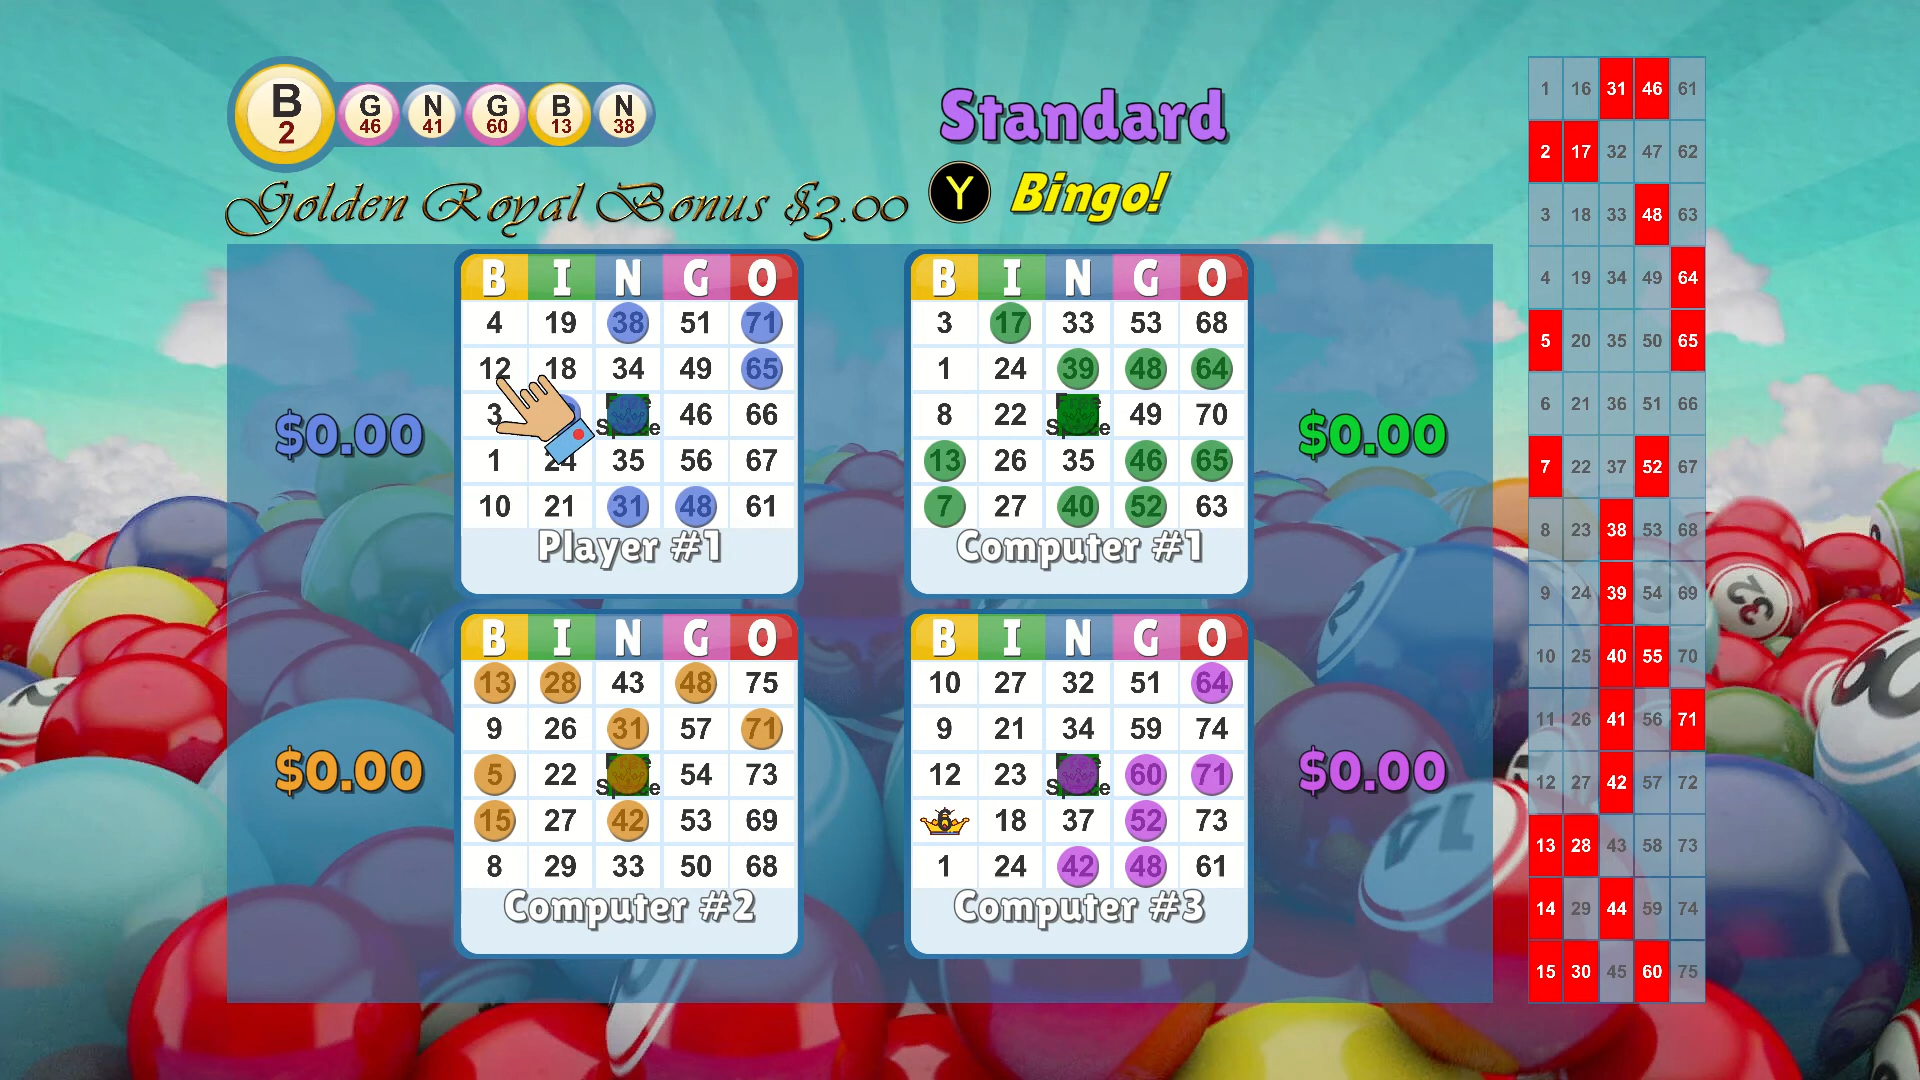 B 2
G 46
N 41
G 60
B 13
N 38
Standard
Golden Royal Bonus $3.00
Y Bingo!
B I N G O
4 19 38 51 71
12 18 34 49 65
3 46 66
1 24 35 56 67
10 21 31 48 61
Player #1
$0.00
B I N G O
3 17 33 53 68
1 24 39 48 64
8 22 49 70
13 26 35 46 65
7 27 40 52 63
Computer #1
$0.00
B I N G O
13 28 43 48 75
9 26 31 57 71
5 22 54 73
15 27 42 53 69
8 29 33 50 68
Computer #2
$0.00
B I N G O
10 27 32 51 64
9 21 34 59 74
12 23 60 71
6 18 37 52 73
1 24 42 48 61
Computer #3
$0.00
1 16 31 46 61
2 17 32 47 62
3 18 33 48 63
4 19 34 49 64
5 20 35 50 65
6 21 36 51 66
7 22 37 52 67
8 23 38 53 68
9 24 39 54 69
10 25 40 55 70
11 26 41 56 71
12 27 42 57 72
13 28 43 58 73
14 29 44 59 74
15 30 45 60 75